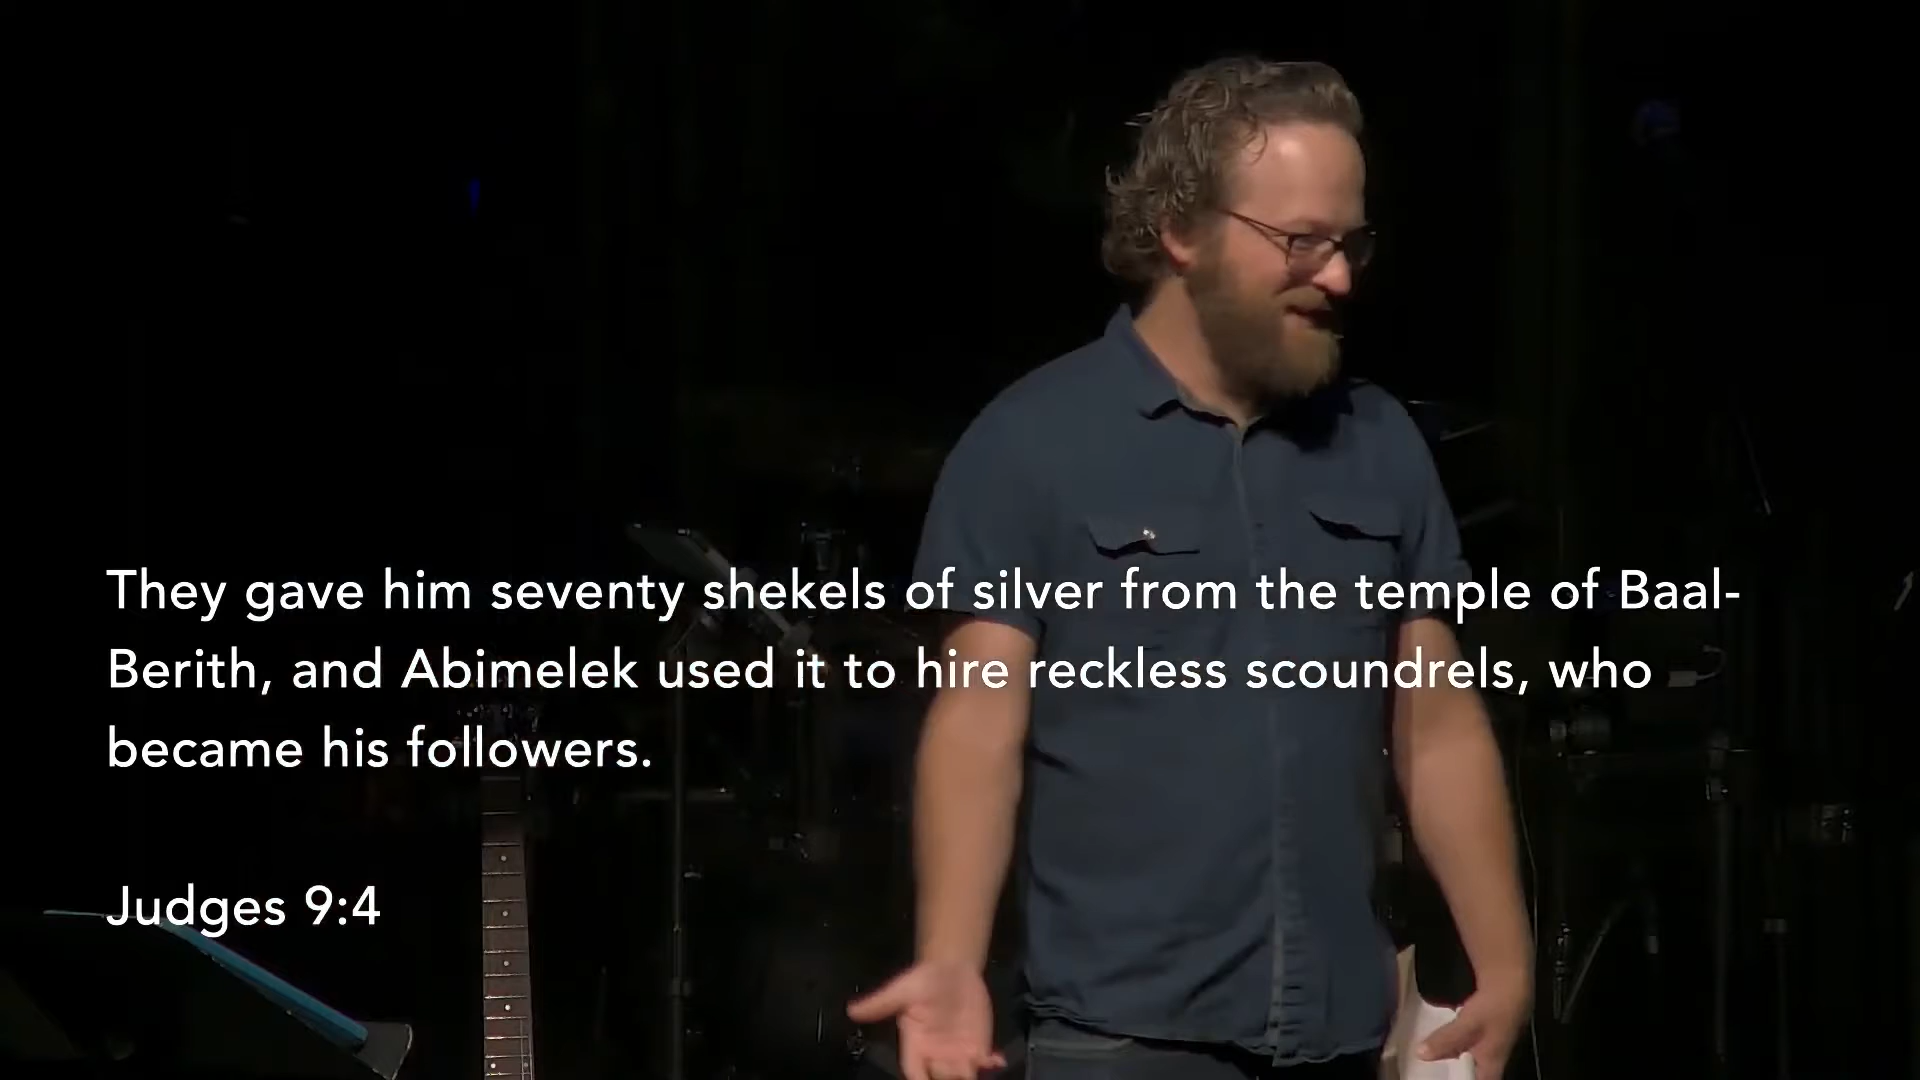 They gave him seventy shekels of silver from the temple of Baal-
Berith, and Abimelek used it to hire reckless scoundrels, who
became his followers.
Judges 9:4